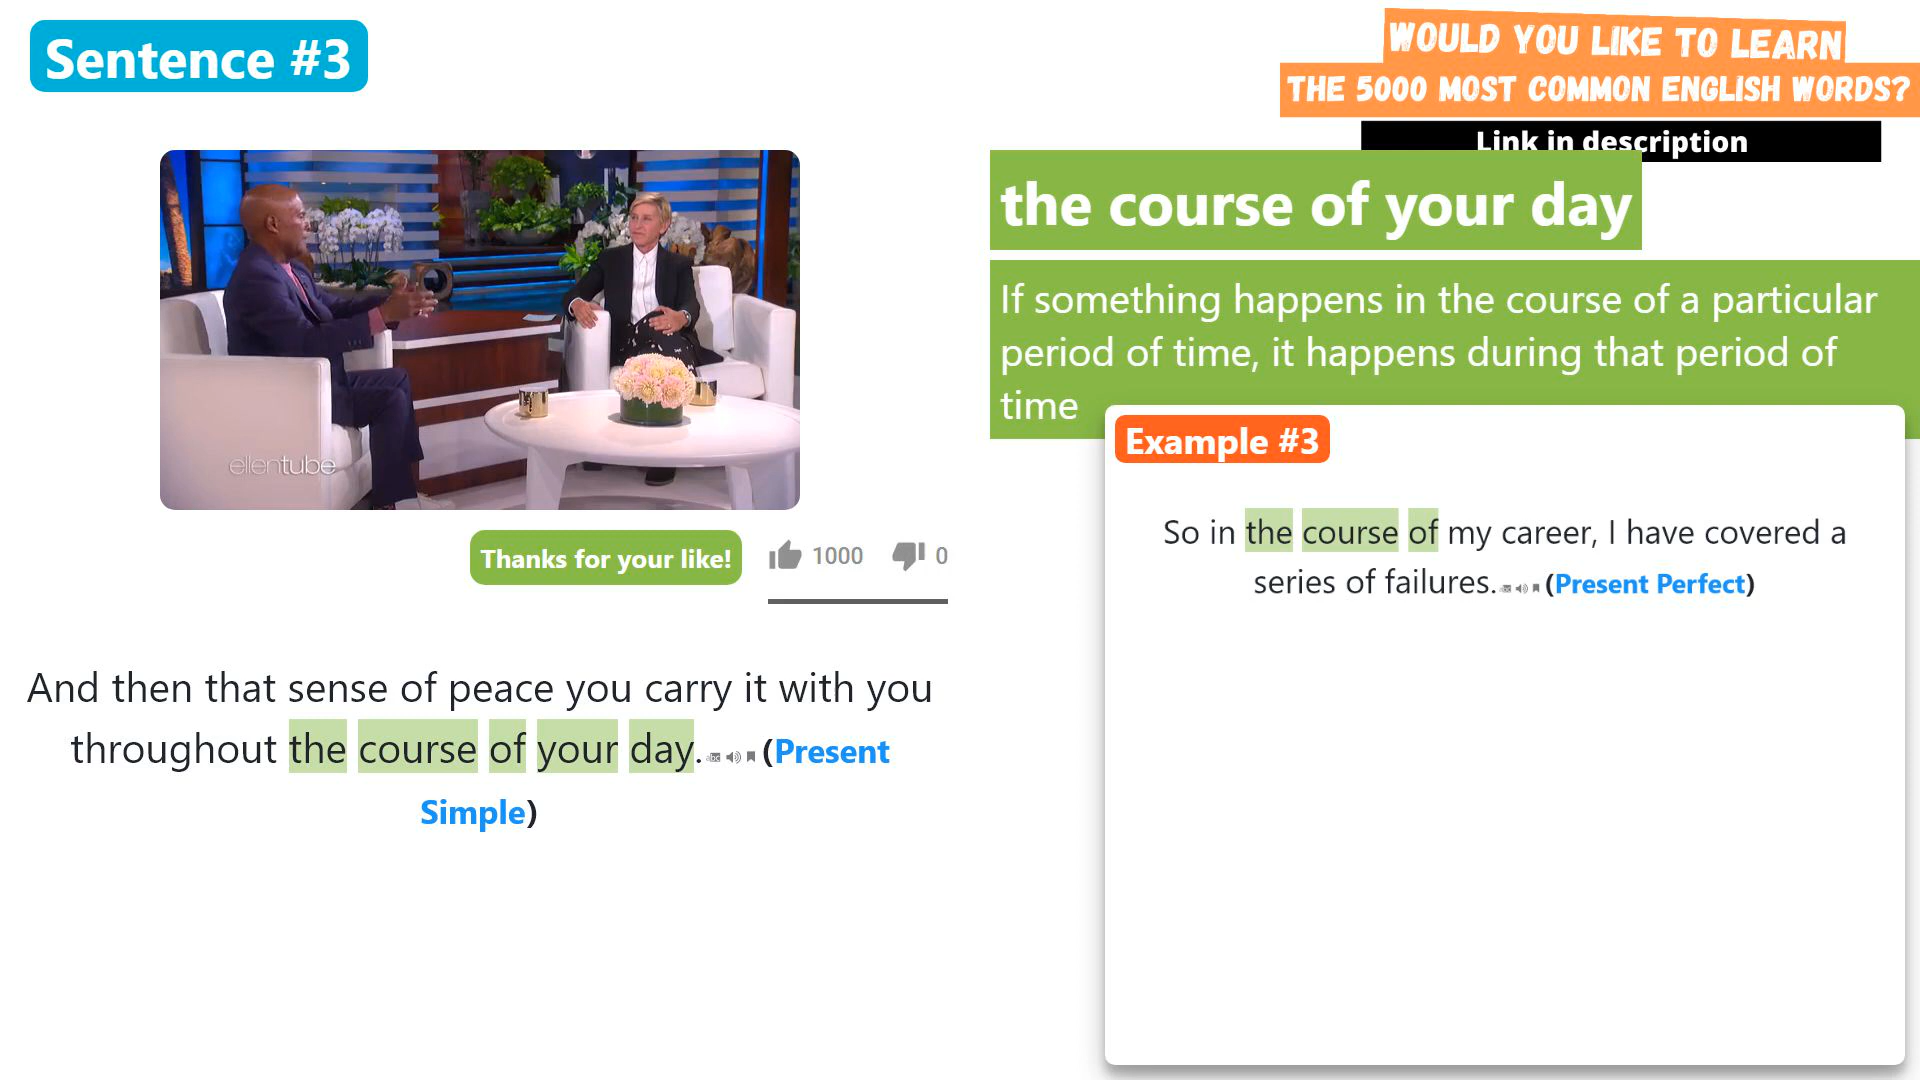 Sentence #3
WOULD YOU LIKE TO LEARN
THE 5000 MOST COMMON ENGLISH WORDS?
Link in description
the course of your day
If something happens in the course of a particular
period of time, it happens during that period of
time
ellentube
Example #3
So in the course of my career, I have covered a
series of failures. (Present Perfect)
Thanks for your like! 1000 0
And then that sense of peace you carry it with you
throughout the course of your day. (Present
Simple)